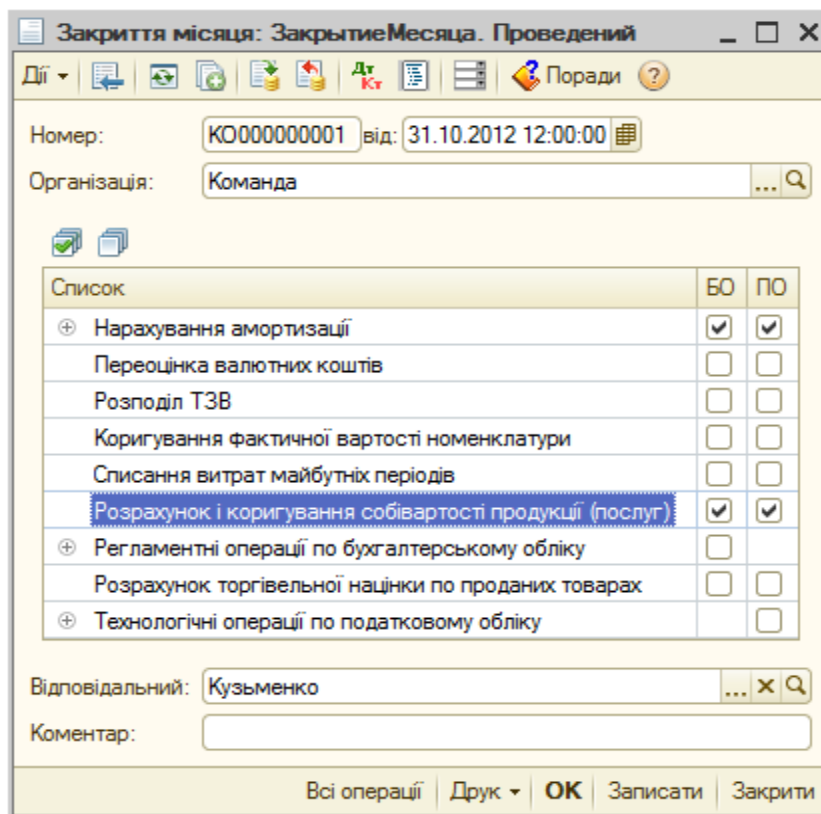 Закриття місяця: ЗакрытиеМесяца. Проведений
Дії Дт Кт Поради ?
Номер: КО000000001 від: 31.10.2012 12:00:00
Організація: Команда ...
Список БО ПО
Нарахування амортизації
Переоцінка валютних коштів
Розподіл ТЗВ
Коригування фактичної вартості номенклатури
Списання витрат майбутніх періодів
Розрахунок і коригування собівартості продукції (послуг)
Регламентні операції по бухгалтерському обліку
Розрахунок торгівельної націнки по проданих товарах
Технологічні операції по податковому обліку
Відповідальний: Кузьменко ...
Коментар:
Всі операції Друк OK Записати Закрити